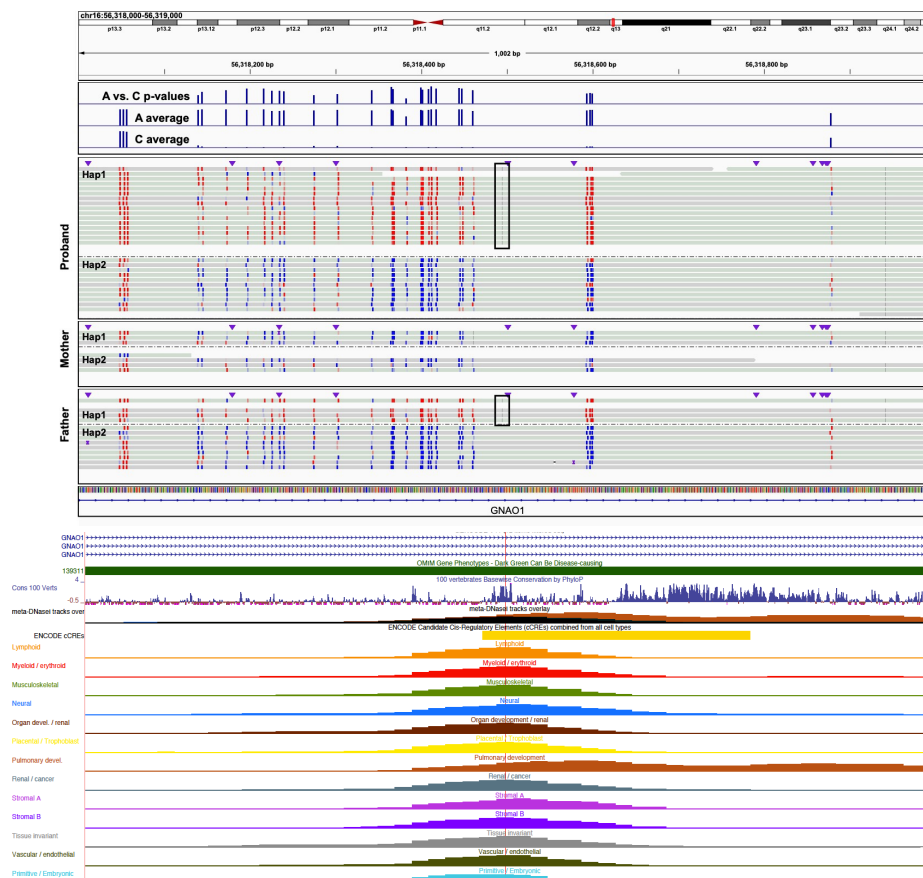 chr16:56,318,000-56,319,000
p13.3 p13.2 p13.12 p12.3 p12.2 p12.1 p11.2 p11.1 q11.2 q12.1 q12.2 q13 q21 q22.1 q22.2 q23.2 q23.3 q24.1 q24.2
1,002 bp
56,318,200 bp 56,318,400 bp 56,318,600 bp 56,318,800 bp
A vs. C p-values
A average
C average
Proband
Hap1
Hap2
Mother
Hap1
Hap2
Father
Hap1
Hap2
GNAO1
GNAO1
GNAO1
GNAO1
OMIM Gene Phenotypes - Dark Green Can Be Disease-causing
139311
4
100 vertebrates Basewise Conservation by PhyloP
Cons 100 Verts
-0.5
meta-DNaseI tracks overlay
meta-DNaseI tracks over
ENCODE Candidate Cis-Regulatory Elements (cCREs) combined from all cell types
ENCODE cCREs
Lymphoid Lymphoid
Myeloid / erythroid Myeloid / erythroid
Musculoskeletal Musculoskeletal
Neural Neural
Organ devel. / renal Organ development / renal
Placental / Trophoblast Placental / Trophoblast
Pulmonary devel. Pulmonary development
Renal / cancer Renal / cancer
Stromal A Stromal A
Stromal B Stromal B
Tissue invariant Tissue invariant
Vascular / endothelial Vascular / endothelial
Primitive / Embryonic Primitive / Embryonic